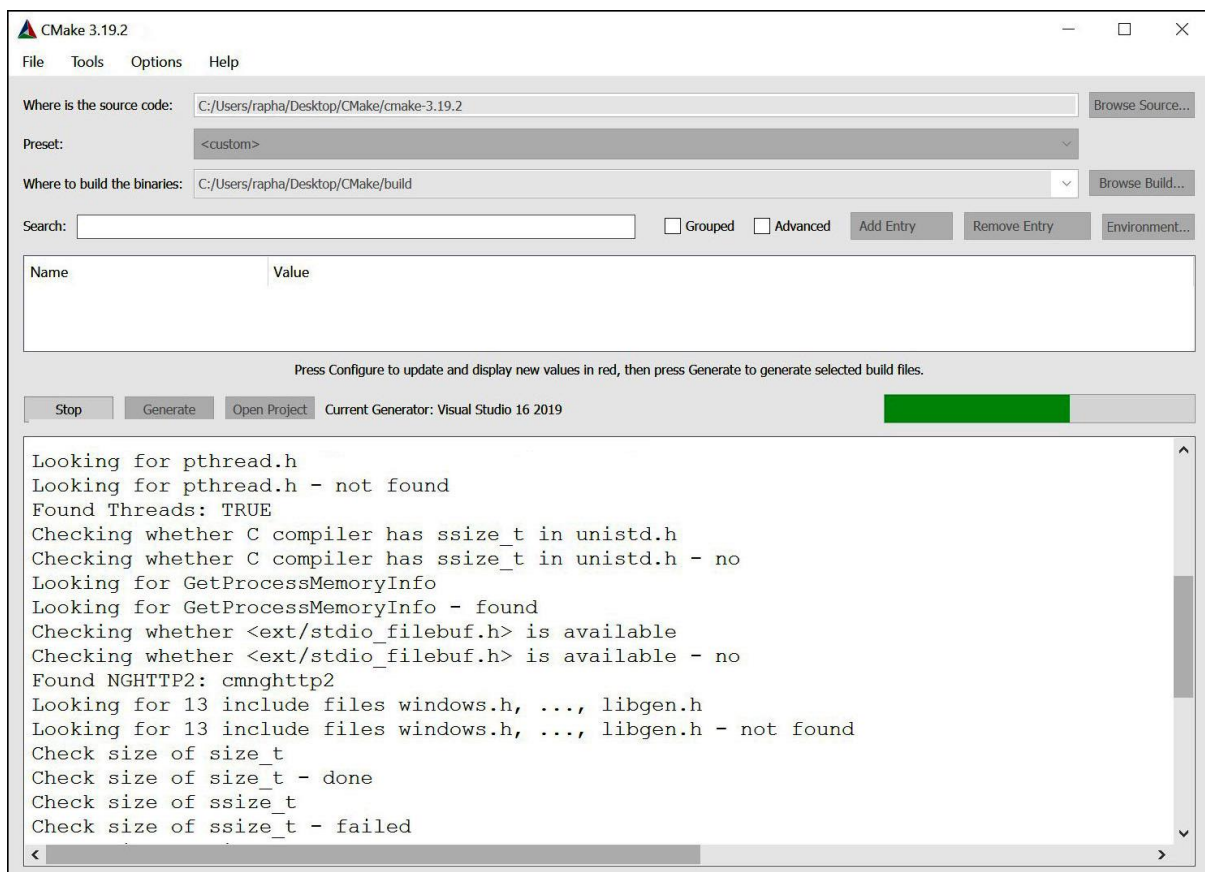 CMake 3.19.2
File Tools Options Help
Where is the source code: C:/Users/rapha/Desktop/CMake/cmake-3.19.2 Browse Source...
Preset: <custom>
Where to build the binaries: C:/Users/rapha/Desktop/CMake/build Browse Build...
Search: Grouped Advanced Add Entry Remove Entry Environment...
Name Value
Press Configure to update and display new values in red, then press Generate to generate selected build files.
Stop Generate Open Project Current Generator: Visual Studio 16 2019
Looking for pthread.h
Looking for pthread.h - not found
Found Threads: TRUE
Checking whether C compiler has ssize_t in unistd.h
Checking whether C compiler has ssize_t in unistd.h - no
Looking for GetProcessMemoryInfo
Looking for GetProcessMemoryInfo - found
Checking whether <ext/stdio_filebuf.h> is available
Checking whether <ext/stdio_filebuf.h> is available - no
Found NGHTTP2: cmnghttp2
Looking for 13 include files windows.h, ..., libgen.h
Looking for 13 include files windows.h, ..., libgen.h - not found
Check size of size_t
Check size of size_t - done
Check size of ssize_t
Check size of ssize_t - failed